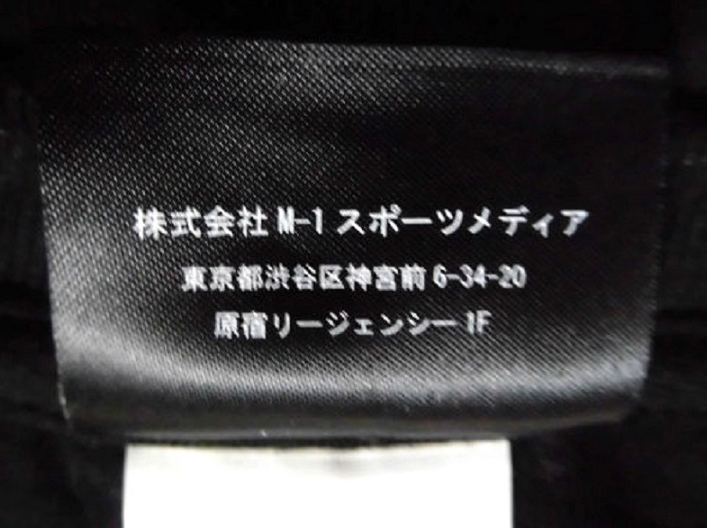 株式会社 M-1 スポーツメディア
東京都渋谷区神宮前 6-34-20
原宿リージェンシー 1F